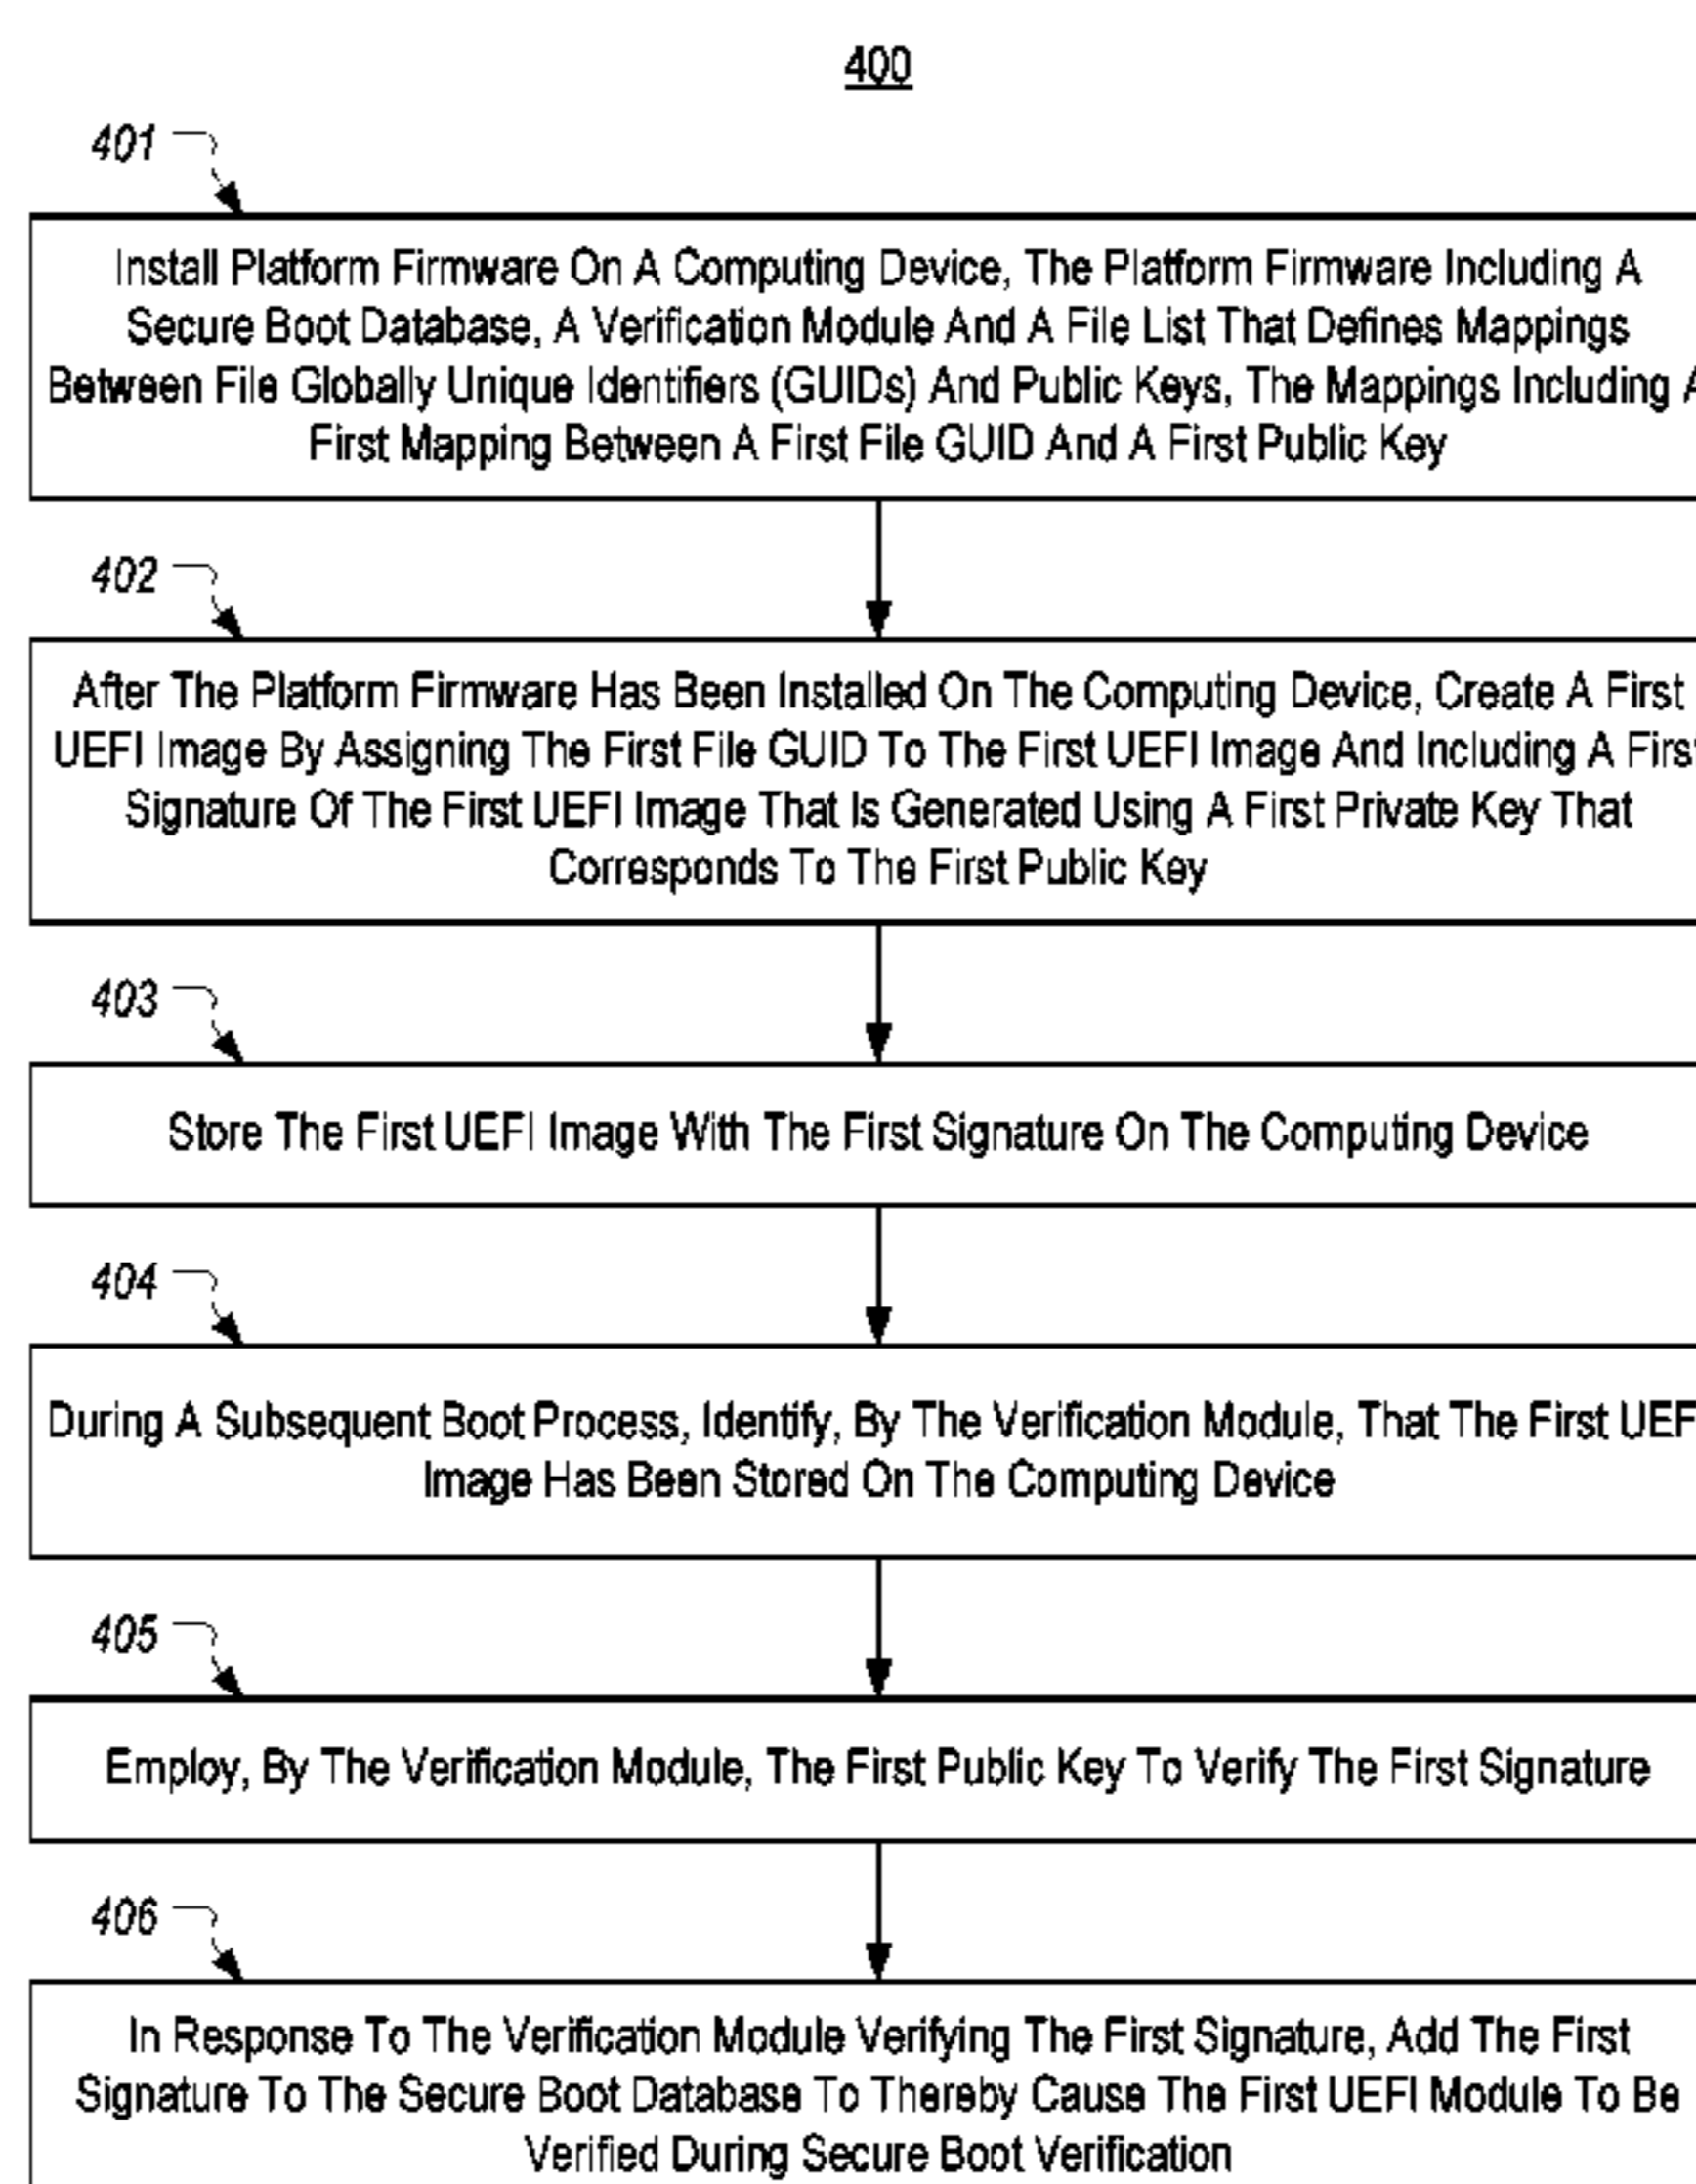 400
401
Install Platform Firmware On A Computing Device, The Platform Firmware Including A
Secure Boot Database, A Verification Module And A File List That Defines Mappings
Between File Globally Unique Identifiers (GUIDs) And Public Keys, The Mappings Including A
First Mapping Between A First File GUID And A First Public Key
402
After The Platform Firmware Has Been Installed On The Computing Device, Create A First
UEFI Image By Assigning The First File GUID To The First UEFI Image And Including A First
Signature Of The First UEFI Image That Is Generated Using A First Private Key That
Corresponds To The First Public Key
403
Store The First UEFI Image With The First Signature On The Computing Device
404
During A Subsequent Boot Process, Identify, By The Verification Module, That The First UEF
Image Has Been Stored On The Computing Device
405
Employ, By The Verification Module, The First Public Key To Verify The First Signature
406
In Response To The Verification Module Verifying The First Signature, Add The First
Signature To The Secure Boot Database To Thereby Cause The First UEFI Module To Be
Verified During Secure Boot Verification